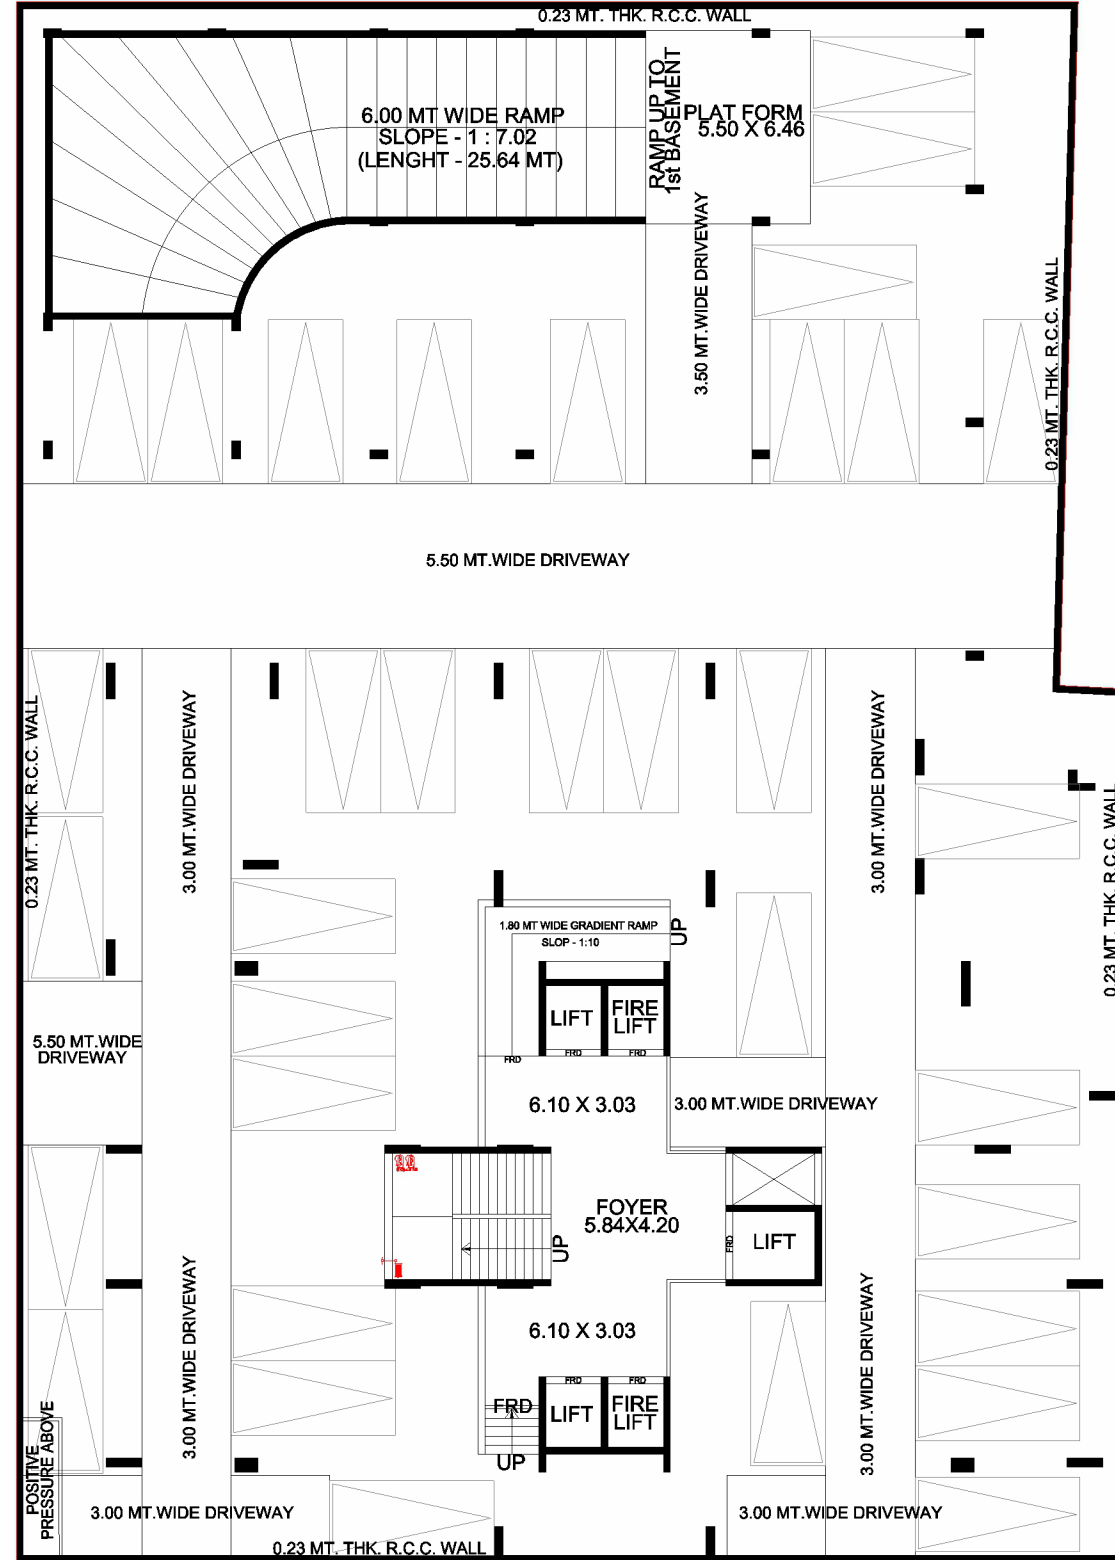 0.23 MT. THK. R.C.C. WALL
6.00 MT WIDE RAMP
SLOPE - 1 : 7.02
(LENGHT - 25.64 MT)
RAMP UP TO
1st BASEMENT
PLAT FORM
5.50 X 6.46
3.50 MT.WIDE DRIVEWAY
0.23 MT. THK. R.C.C. WALL
5.50 MT.WIDE DRIVEWAY
0.23 MT. THK. R.C.C. WALL
3.00 MT.WIDE DRIVEWAY
3.00 MT.WIDE DRIVEWAY
0.23 MT. THK. R.C.C. WALL
1.80 MT WIDE GRADIENT RAMP
SLOP - 1:10
UP
LIFT
FIRE
LIFT
FRD
FRD
FRD
5.50 MT.WIDE
DRIVEWAY
6.10 X 3.03
3.00 MT.WIDE DRIVEWAY
FOYER
5.84X4.20
UP
FRD
LIFT
3.00 MT.WIDE DRIVEWAY
6.10 X 3.03
3.00 MT.WIDE DRIVEWAY
FRD
FRD
FRD
LIFT
FIRE
LIFT
UP
POSITIVE
PRESSURE ABOVE
3.00 MT.WIDE DRIVEWAY
3.00 MT.WIDE DRIVEWAY
0.23 MT. THK. R.C.C. WALL